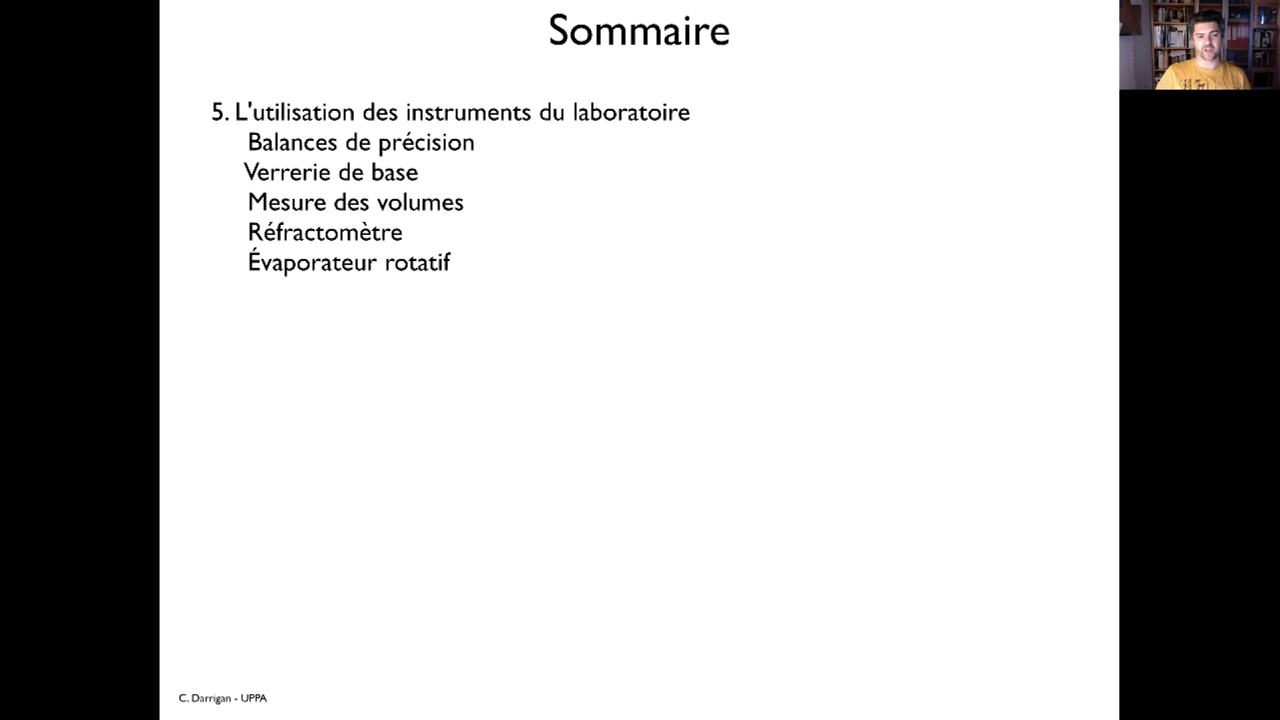 Sommaire
5. L'utilisation des instruments du laboratoire
Balances de précision
Verrerie de base
Mesure des volumes
Réfractomètre
Évaporateur rotatif
C. Darrigan - UPPA